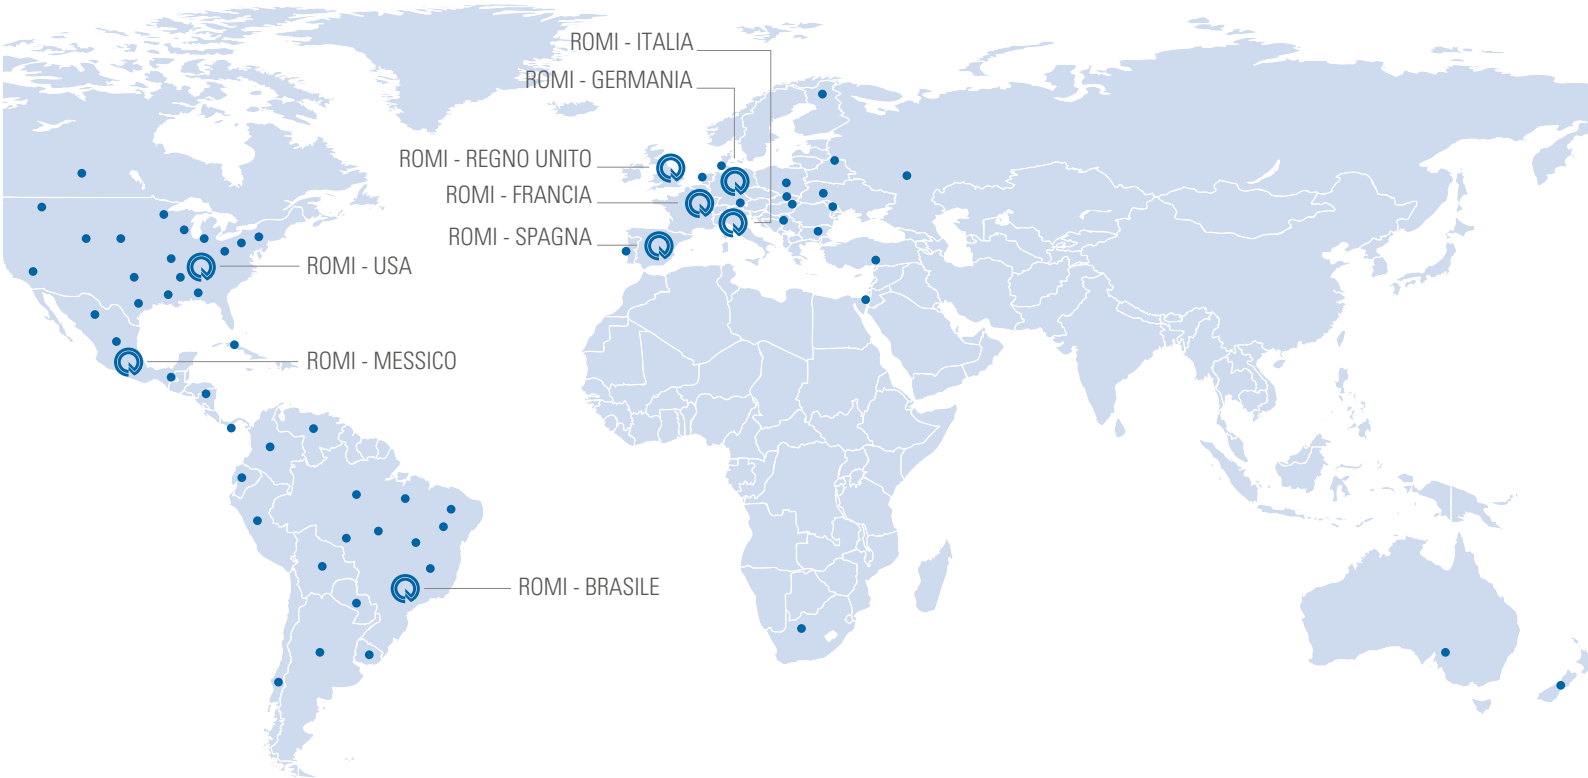 ROMI - ITALIA
ROMI - GERMANIA
ROMI - REGNO UNITO
ROMI - FRANCIA
ROMI - SPAGNA
ROMI - USA
ROMI - MESSICO
ROMI - BRASILE